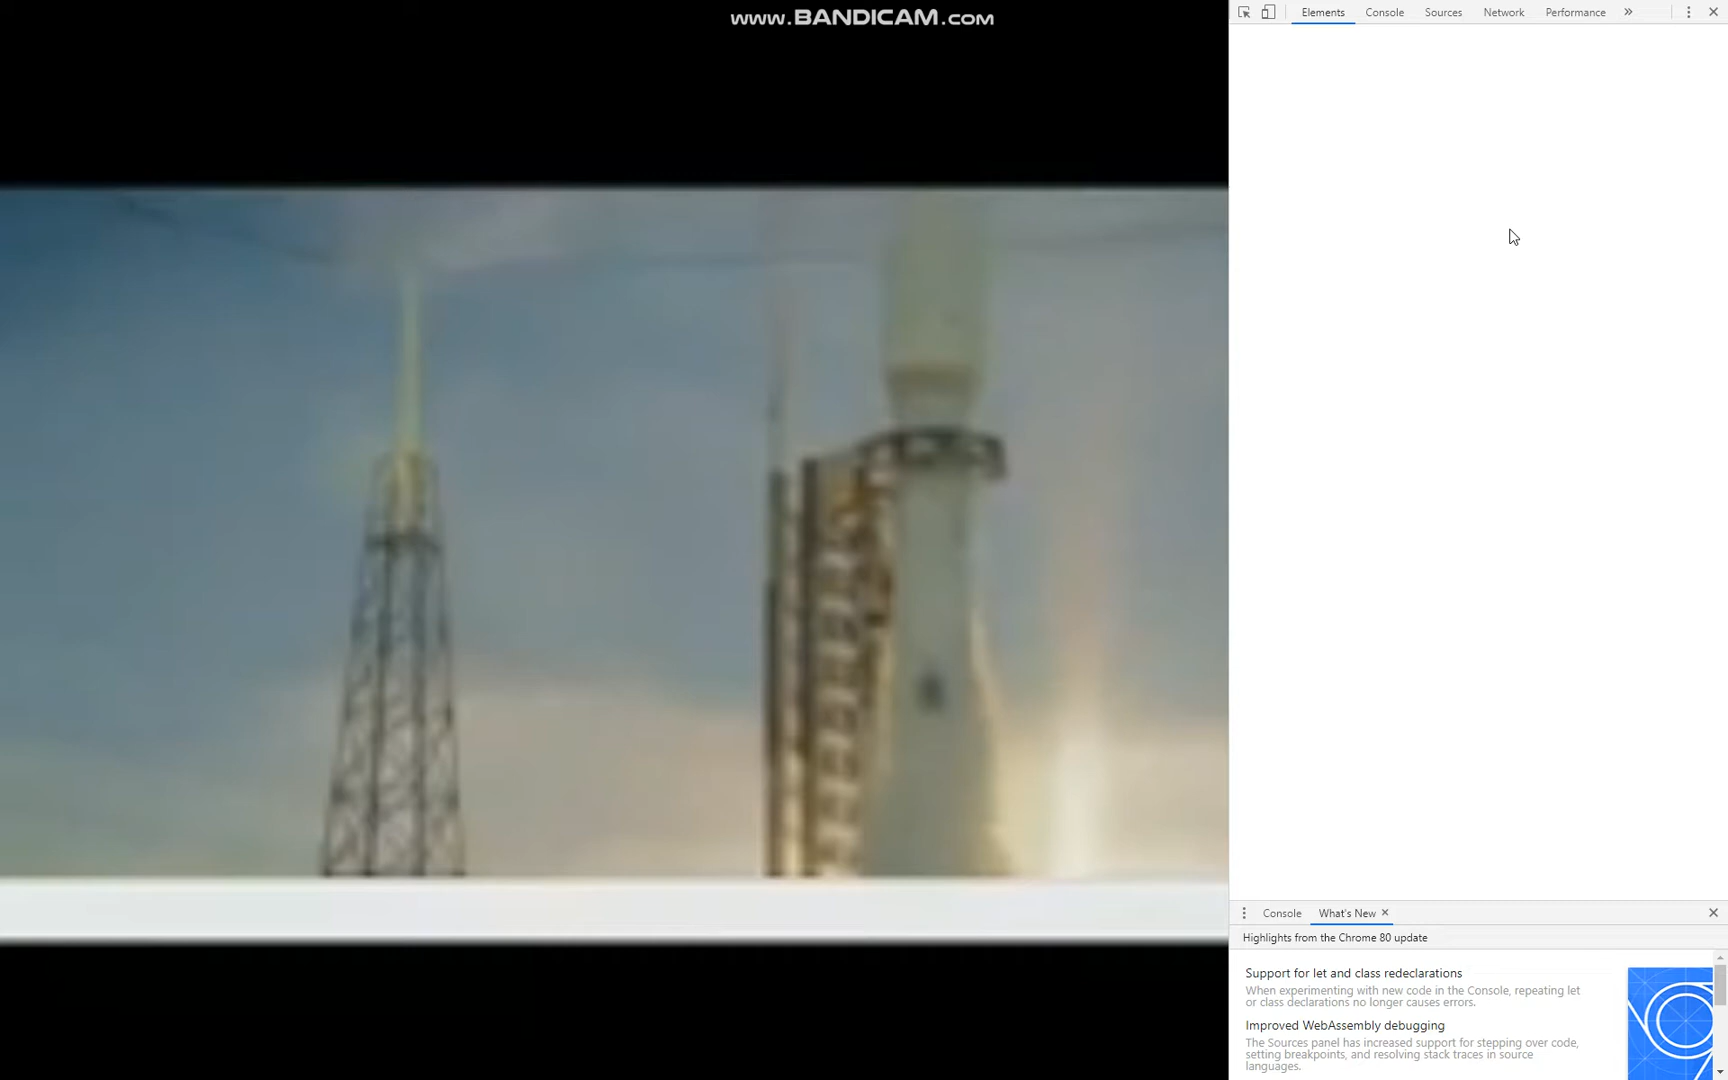 www.BANDICAM.com
Elements Console Sources Network Performance »
Console What's New ×
Highlights from the Chrome 80 update
Support for let and class redeclarations
When experimenting with new code in the Console, repeating let
or class declarations no longer causes errors.
Improved WebAssembly debugging
The Sources panel has increased support for stepping over code,
setting breakpoints, and resolving stack traces in source
languages.